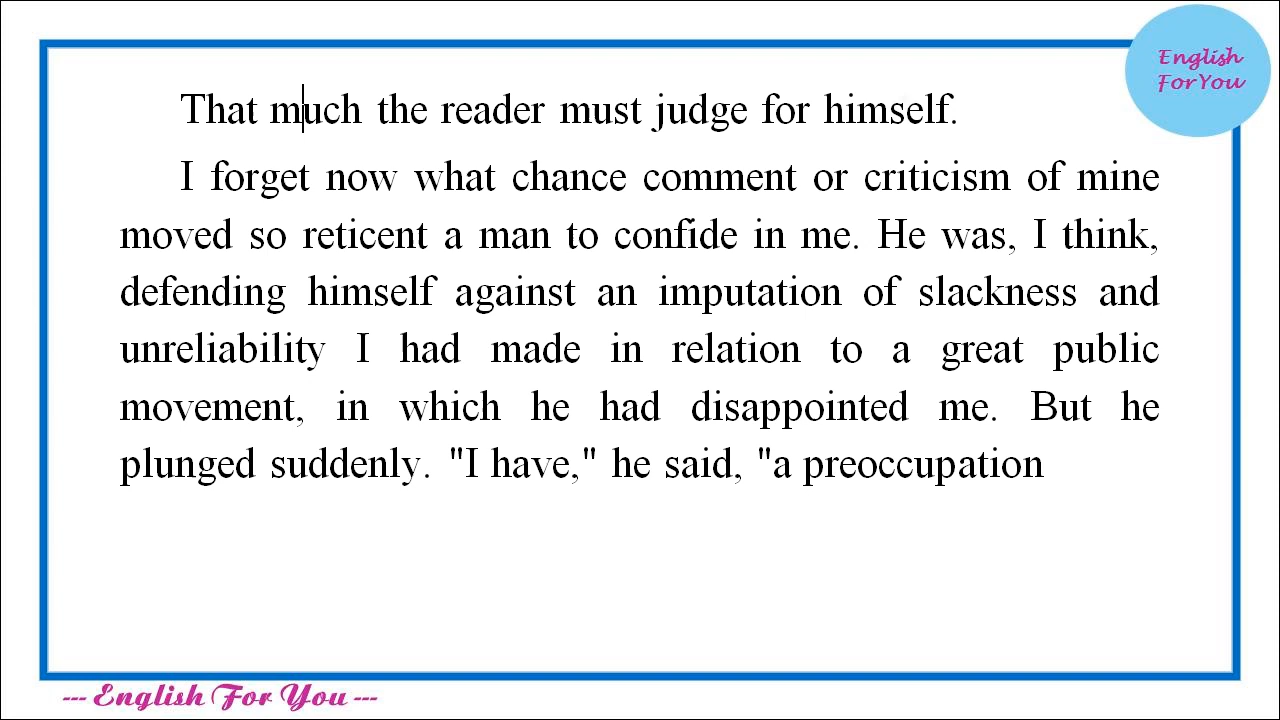 English
ForYou
That much the reader must judge for himself.
I forget now what chance comment or criticism of mine
moved so reticent a man to confide in me. He was, I think,
defending himself against an imputation of slackness and
unreliability I had made in relation to a great public
movement, in which he had disappointed me. But he
plunged suddenly. "I have," he said, "a preoccupation
--- English For You ---